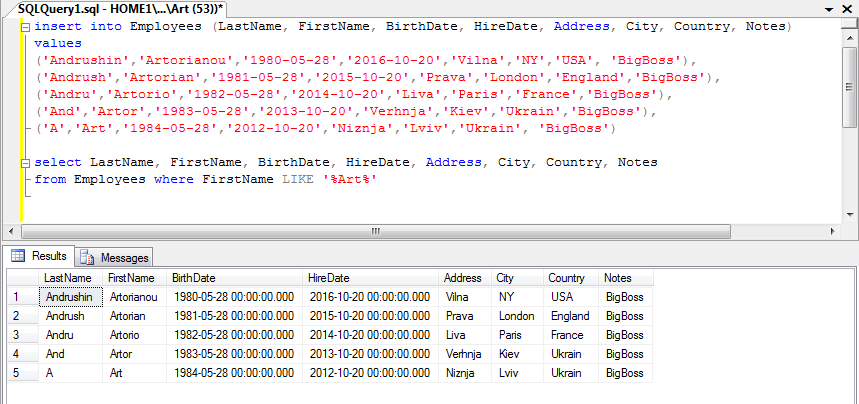 SQLQuery1.sql - HOME1\...\Art (53))*
insert into Employees (LastName, FirstName, BirthDate, HireDate, Address, City, Country, Notes)
values
('Andrushin','Artorianou','1980-05-28','2016-10-20','Vilna','NY','USA', 'BigBoss'),
('Andrush','Artorian','1981-05-28','2015-10-20','Prava','London','England','BigBoss'),
('Andru','Artorio','1982-05-28','2014-10-20','Liva','Paris','France','BigBoss'),
('And','Artor','1983-05-28','2013-10-20','Verhnja','Kiev','Ukrain','BigBoss'),
('A','Art','1984-05-28','2012-10-20','Niznja','Lviv','Ukrain', 'BigBoss')
select LastName, FirstName, BirthDate, HireDate, Address, City, Country, Notes
from Employees where FirstName LIKE '%Art%'
Results Messages
LastName FirstName BirthDate HireDate Address City Country Notes
1 Andrushin Artorianou 1980-05-28 00:00:00.000 2016-10-20 00:00:00.000 Vilna NY USA BigBoss
2 Andrush Artorian 1981-05-28 00:00:00.000 2015-10-20 00:00:00.000 Prava London England BigBoss
3 Andru Artorio 1982-05-28 00:00:00.000 2014-10-20 00:00:00.000 Liva Paris France BigBoss
4 And Artor 1983-05-28 00:00:00.000 2013-10-20 00:00:00.000 Verhnja Kiev Ukrain BigBoss
5 A Art 1984-05-28 00:00:00.000 2012-10-20 00:00:00.000 Niznja Lviv Ukrain BigBoss